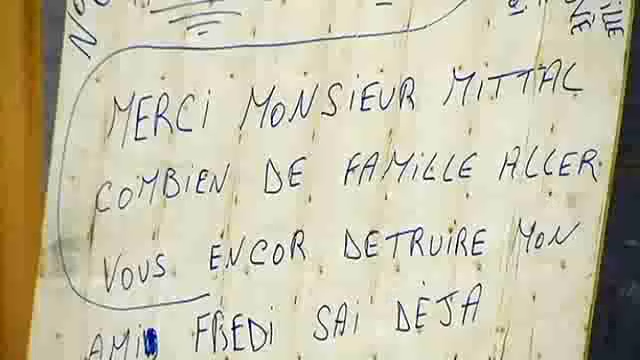 MERCI MONSIEUR MITTAL
COMBIEN DE FAMILLE ALLER
VOUS ENCOR DETRUIRE MON
AMI FREDI SAI DEJA